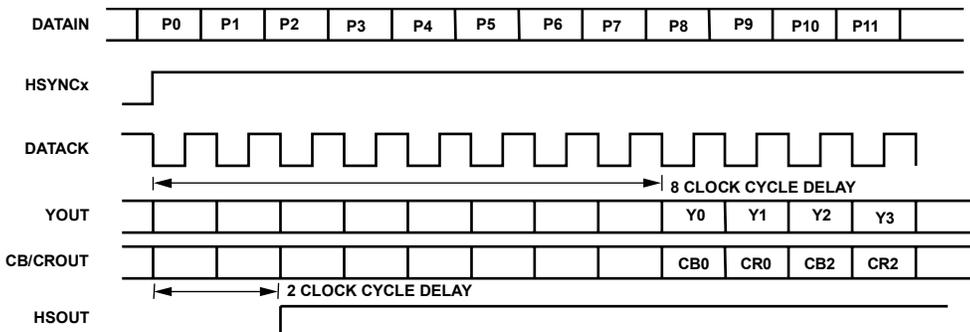 DATAIN P0 P1 P2 P3 P4 P5 P6 P7 P8 P9 P10 P11
HSYNCx
DATACK
8 CLOCK CYCLE DELAY
YOUT Y0 Y1 Y2 Y3
CB/CROUT CB0 CR0 CB2 CR2
2 CLOCK CYCLE DELAY
HSOUT